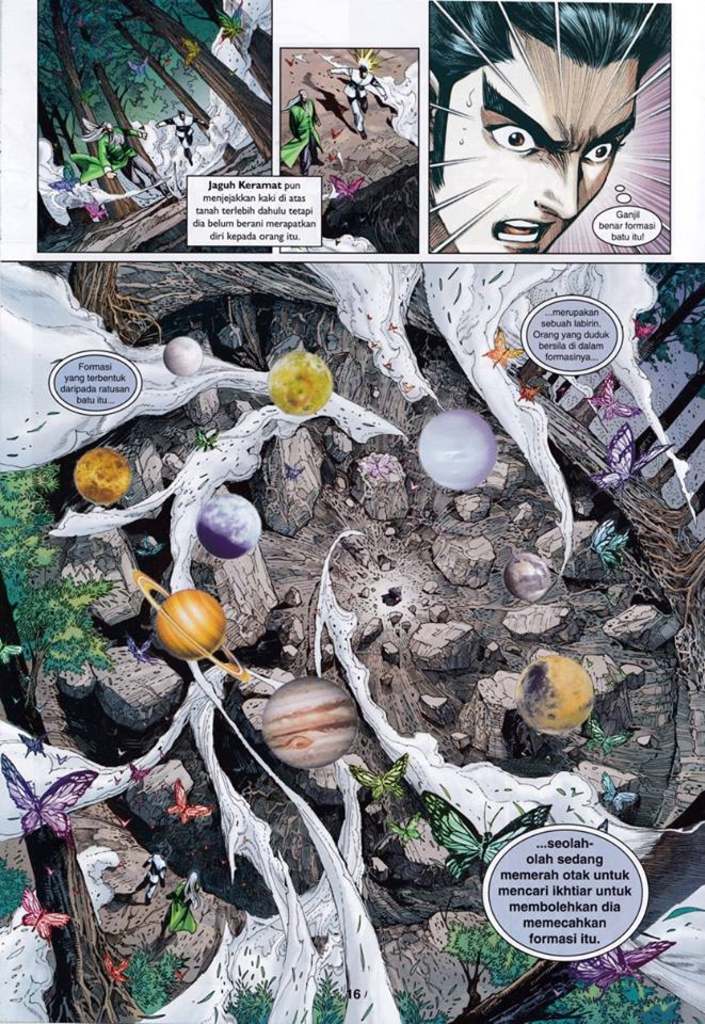 Jaguh Keramat pun
menjejakkan kaki di atas
tanah terlebih dahulu tetapi
dia belum berani merapatkan
diri kepada orang itu.
Ganjil
benar formasi
batu itu!
Formasi
yang terbentuk
daripada ratusan
batu itu...
...merupakan
sebuah labirin.
Orang yang duduk
bersila di dalam
formasinya...
...seolah-
olah sedang
memerah otak untuk
mencari ikhtiar untuk
membolehkan dia
memecahkan
formasi itu.
16